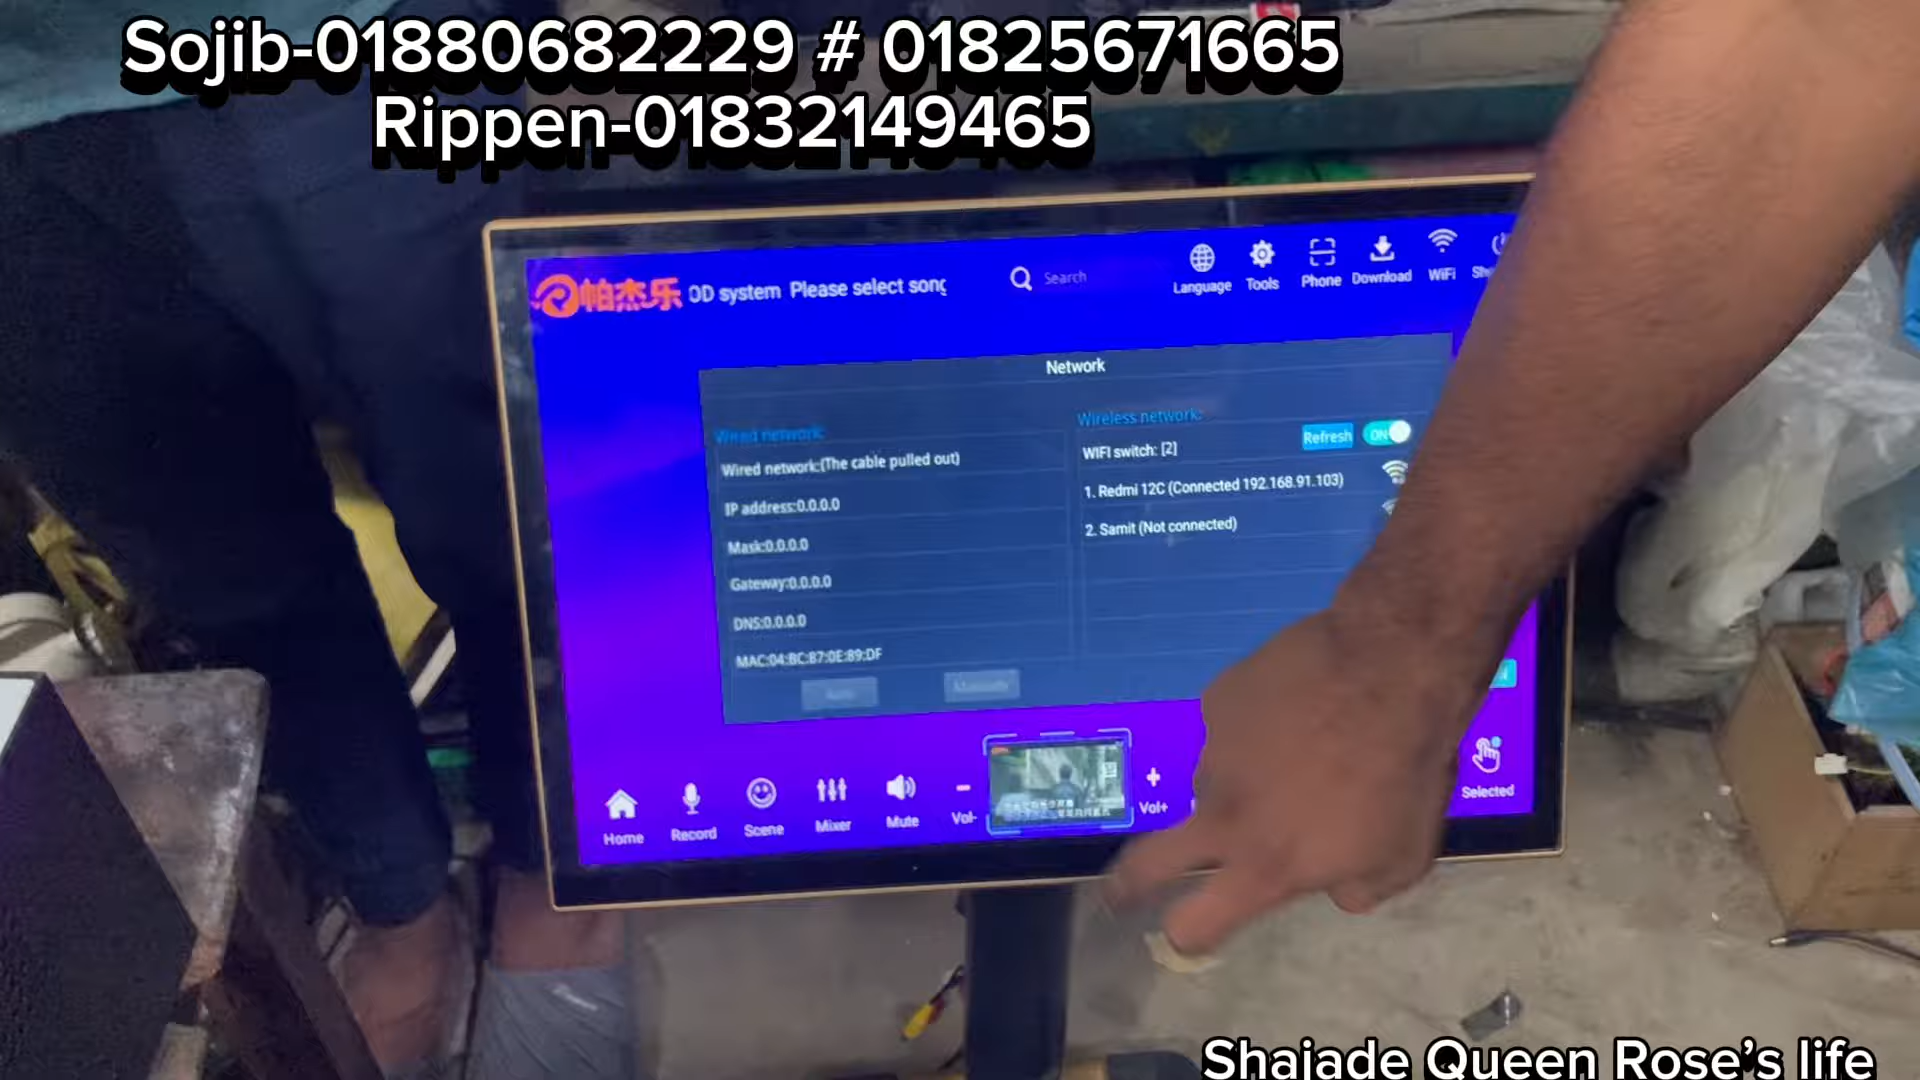 Sojib-01880682229 # 01825671665
Rippen-01832149465
帕杰乐 OD system Please select song
Search
Language
Tools
Phone
Download
WiFi
Network
Wired network:
Wired network:(The cable pulled out)
IP address:0.0.0.0
Mask:0.0.0.0
Gateway:0.0.0.0
DNS:0.0.0.0
MAC:04:BC:87:0E:89:DF
Wireless network:
WIFI switch: [2]
Refresh
ON
1. Redmi 12C (Connected 192.168.91.103)
2. Samit (Not connected)
Home
Record
Scene
Mixer
Mute
Vol-
Vol+
Selected
Shajade Queen Rose's life